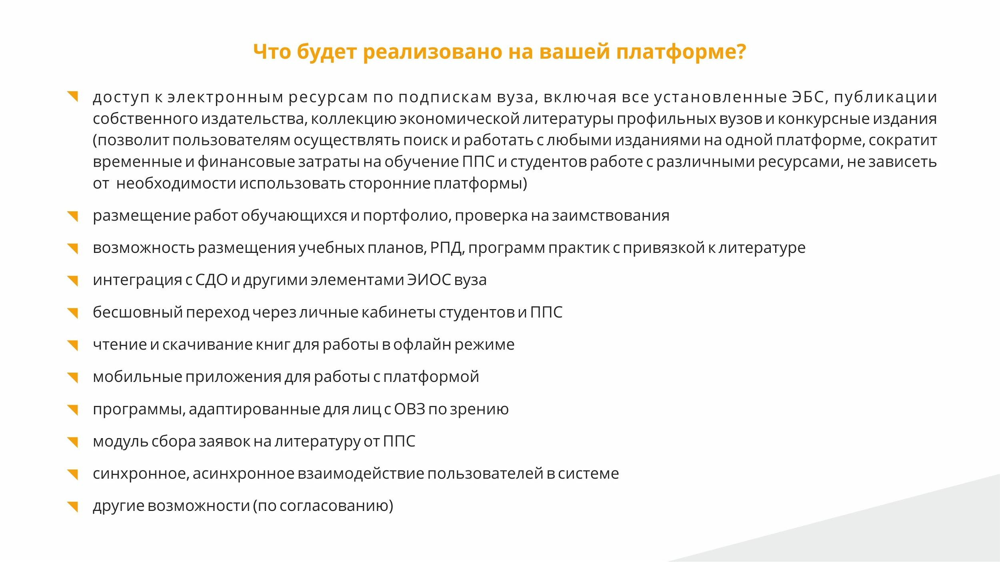 Что будет реализовано на вашей платформе?
доступ к электронным ресурсам по подпискам вуза, включая все установленные ЭБС, публикации
собственного издательства, коллекцию экономической литературы профильных вузов и конкурсные издания
(позволит пользователям осуществлять поиск и работать с любыми изданиями на одной платформе, сократит
временные и финансовые затраты на обучение ППС и студентов работе с различными ресурсами, не зависеть
от необходимости использовать сторонние платформы)
размещение работ обучающихся и портфолио, проверка на заимствования
возможность размещения учебных планов, РПД, программ практик с привязкой к литературе
интеграция с СДО и другими элементами ЭИОС вуза
бесшовный переход через личные кабинеты студентов и ППС
чтение и скачивание книг для работы в офлайн режиме
мобильные приложения для работы с платформой
программы, адаптированные для лиц с ОВЗ по зрению
модуль сбора заявок на литературу от ППС
синхронное, асинхронное взаимодействие пользователей в системе
другие возможности (по согласованию)